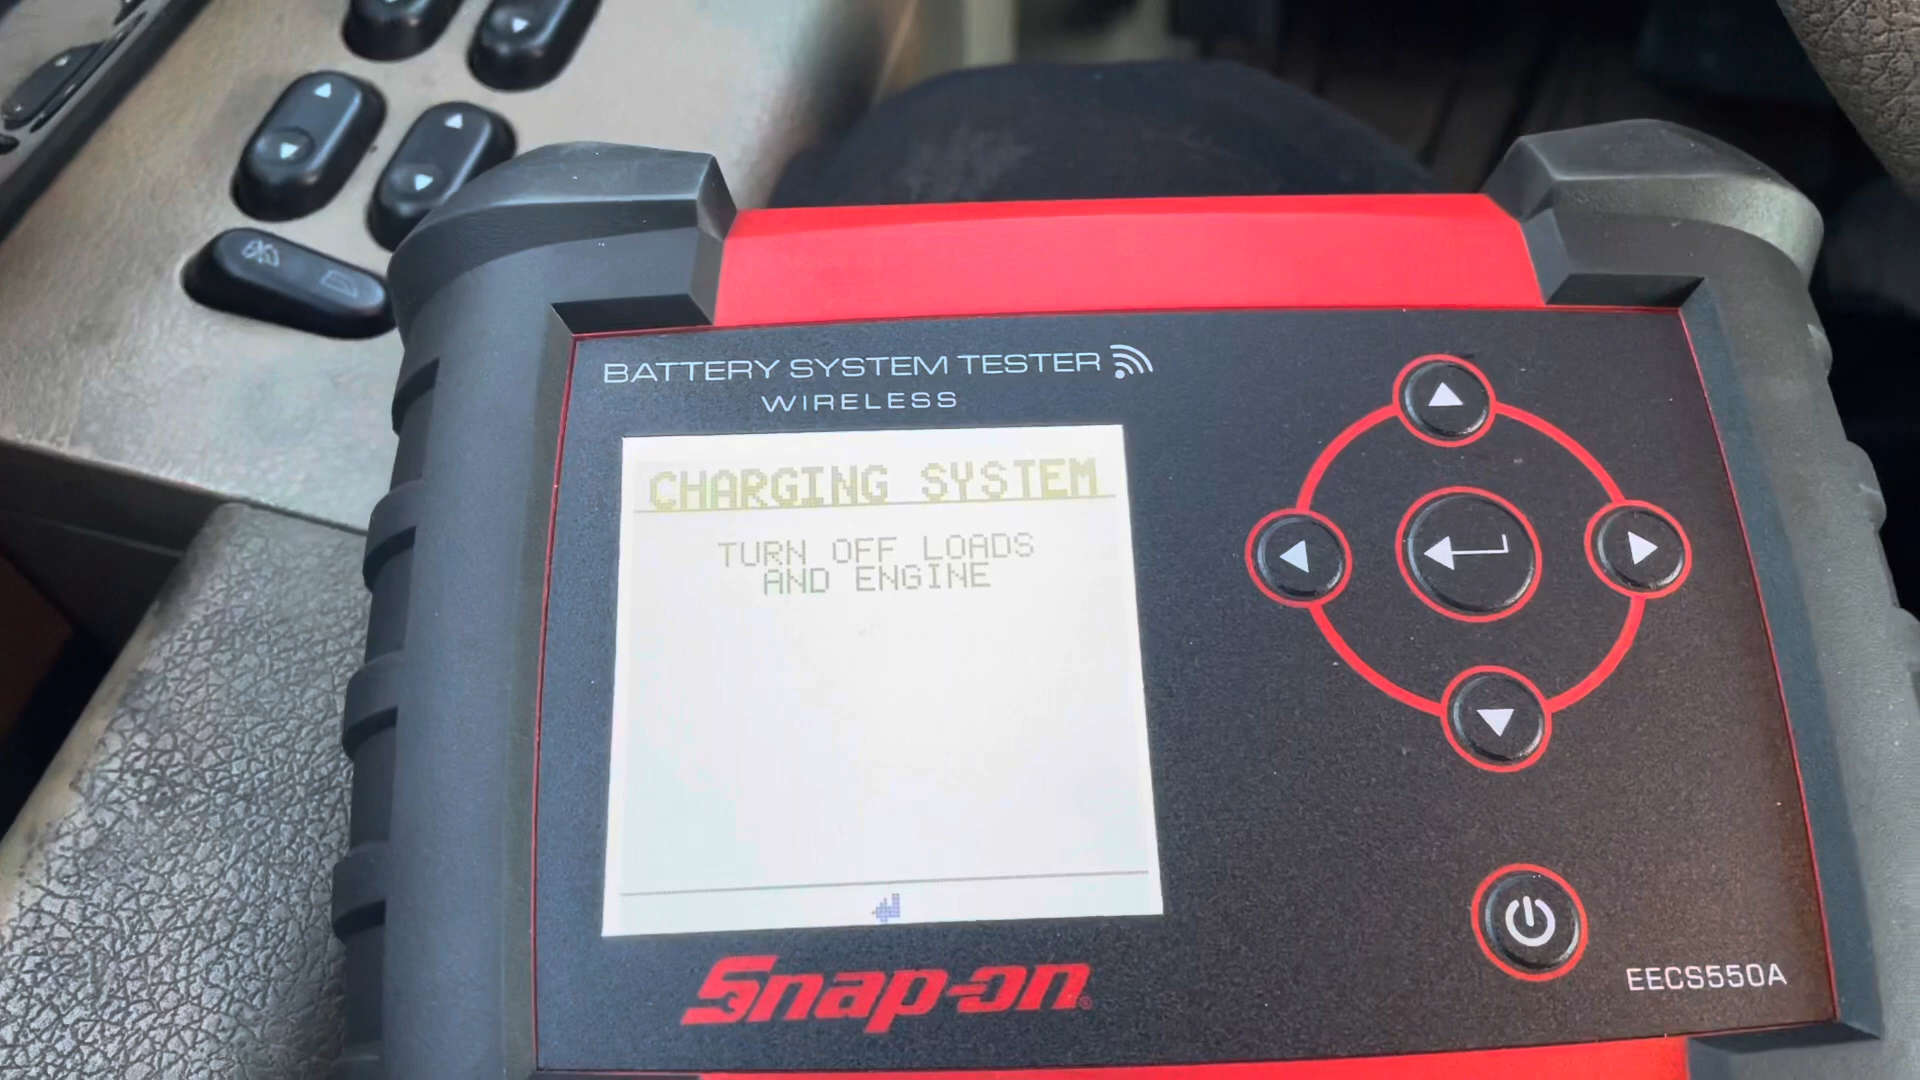 BATTERY SYSTEM TESTER
WIRELESS
CHARGING SYSTEM
TURN OFF LOADS
AND ENGINE
Snap-on®
EECS550A